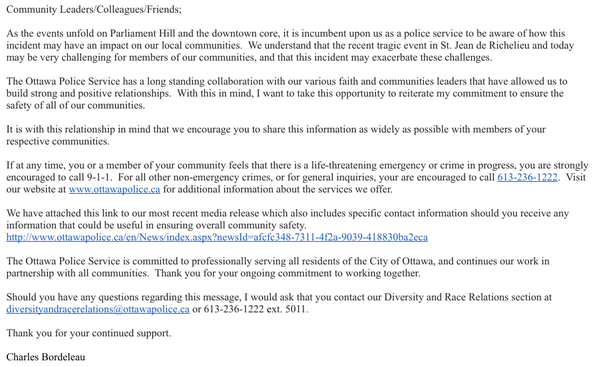 Community Leaders/Colleagues/Friends;
As the events unfold on Parliament Hill and the downtown core, it is incumbent upon us as a police service to be aware of how this
incident may have an impact on our local communities.  We understand that the recent tragic event in St. Jean de Richelieu and today
may be very challenging for members of our communities, and that this incident may exacerbate these challenges.
The Ottawa Police Service has a long standing collaboration with our various faith and communities leaders that have allowed us to
build strong and positive relationships.  With this in mind, I want to take this opportunity to reiterate my commitment to ensure the
safety of all of our communities.
It is with this relationship in mind that we encourage you to share this information as widely as possible with members of your
respective communities.
If at any time, you or a member of your community feels that there is a life-threatening emergency or crime in progress, you are strongly
encouraged to call 9-1-1.  For all other non-emergency crimes, or for general inquiries, your are encouraged to call 613-236-1222.  Visit
our website at www.ottawapolice.ca for additional information about the services we offer.
We have attached this link to our most recent media release which also includes specific contact information should you receive any
information that could be useful in ensuring overall community safety.
http://www.ottawapolice.ca/en/News/index.aspx?newsId=afcfc348-7311-4f2a-9039-418830ba2eca
The Ottawa Police Service is committed to professionally serving all residents of the City of Ottawa, and continues our work in
partnership with all communities.  Thank you for your ongoing commitment to working together.
Should you have any questions regarding this message, I would ask that you contact our Diversity and Race Relations section at
diversityandracerelations@ottawapolice.ca or 613-236-1222 ext. 5011.
Thank you for your continued support.
Charles Bordeleau